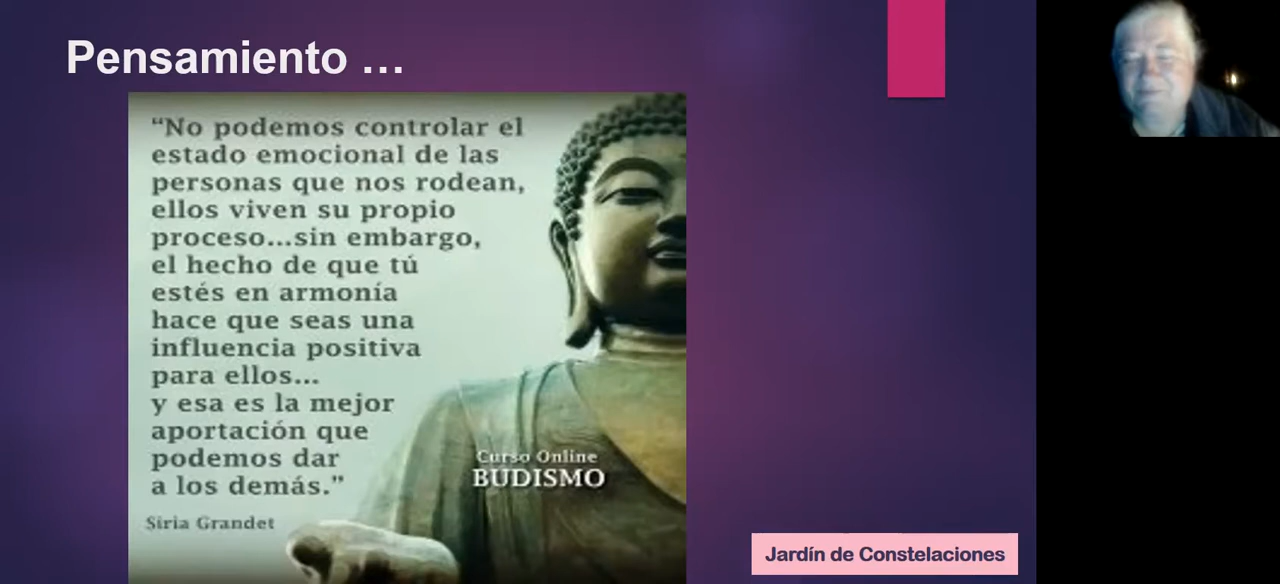 Pensamiento ...
“No podemos controlar el
estado emocional de las
personas que nos rodean,
ellos viven su propio
proceso...sin embargo,
el hecho de que tú
estés en armonía
hace que seas una
influencia positiva
para ellos...
y esa es la mejor
aportación que
podemos dar
a los demás.”
Siria Grandet
Curso Online
BUDISMO
Jardín de Constelaciones